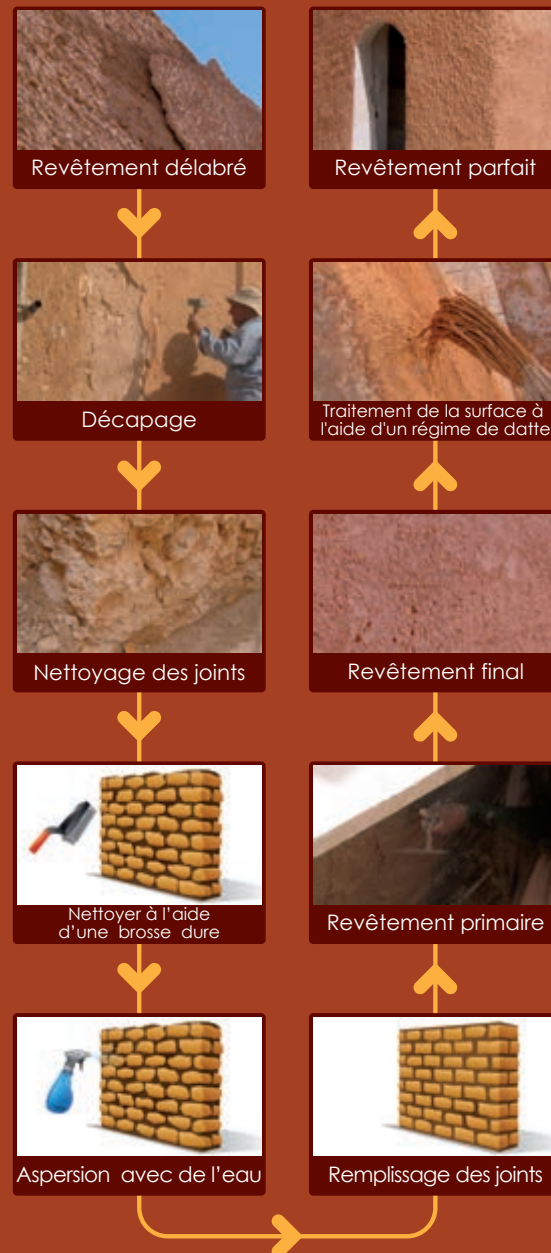 Revêtement délabré
Décapage
Nettoyage des joints
Nettoyer à l'aide
d'une brosse dure
Aspersion avec de l'eau
Remplissage des joints
Revêtement primaire
Revêtement final
Traitement de la surface à
l'aide d'un régime de datte
Revêtement parfait